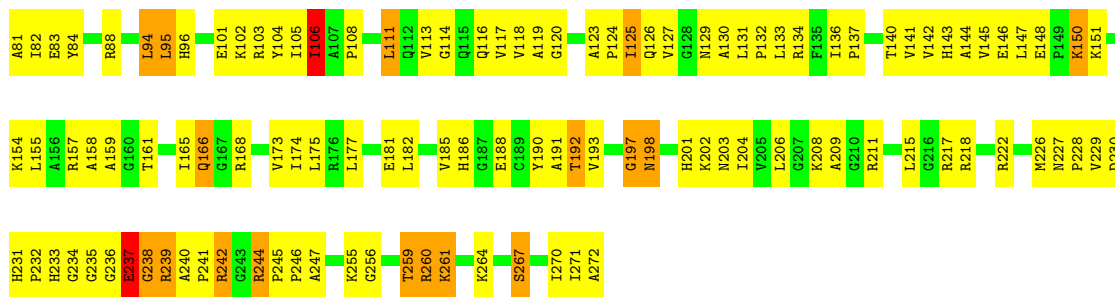 A81 I82 E83 Y84 R88 L94 L95 H96 E101 K102 R103 Y104 I105 I106 A107 P108 L111 Q112 V113 G114 Q115 Q116 V117 V118 A119 G120 A123 P124 I125 Q126 V127 G128 N129 A130 L131 P132 L133 R134 F135 I136 P137 T140 V141 V142 H143 A144 V145 E146 L147 E148 P149 K150 K151
K154 L155 A156 R157 A158 A159 G160 T161 I165 Q166 G167 R168 V173 I174 L175 R176 L177 E181 L182 V185 H186 G187 E188 C189 Y190 A191 T192 V193 G197 N198 H201 K202 N203 I204 V205 L206 G207 K208 A209 G210 R211 L215 G216 R217 R218 R222 M226 N227 P228 V229
H231 P232 H233 G234 G235 G236 E237 G238 R239 A240 P241 R242 G243 R244 P245 P246 A247 K255 G256 T259 R260 K261 K264 S267 I270 I271 A272